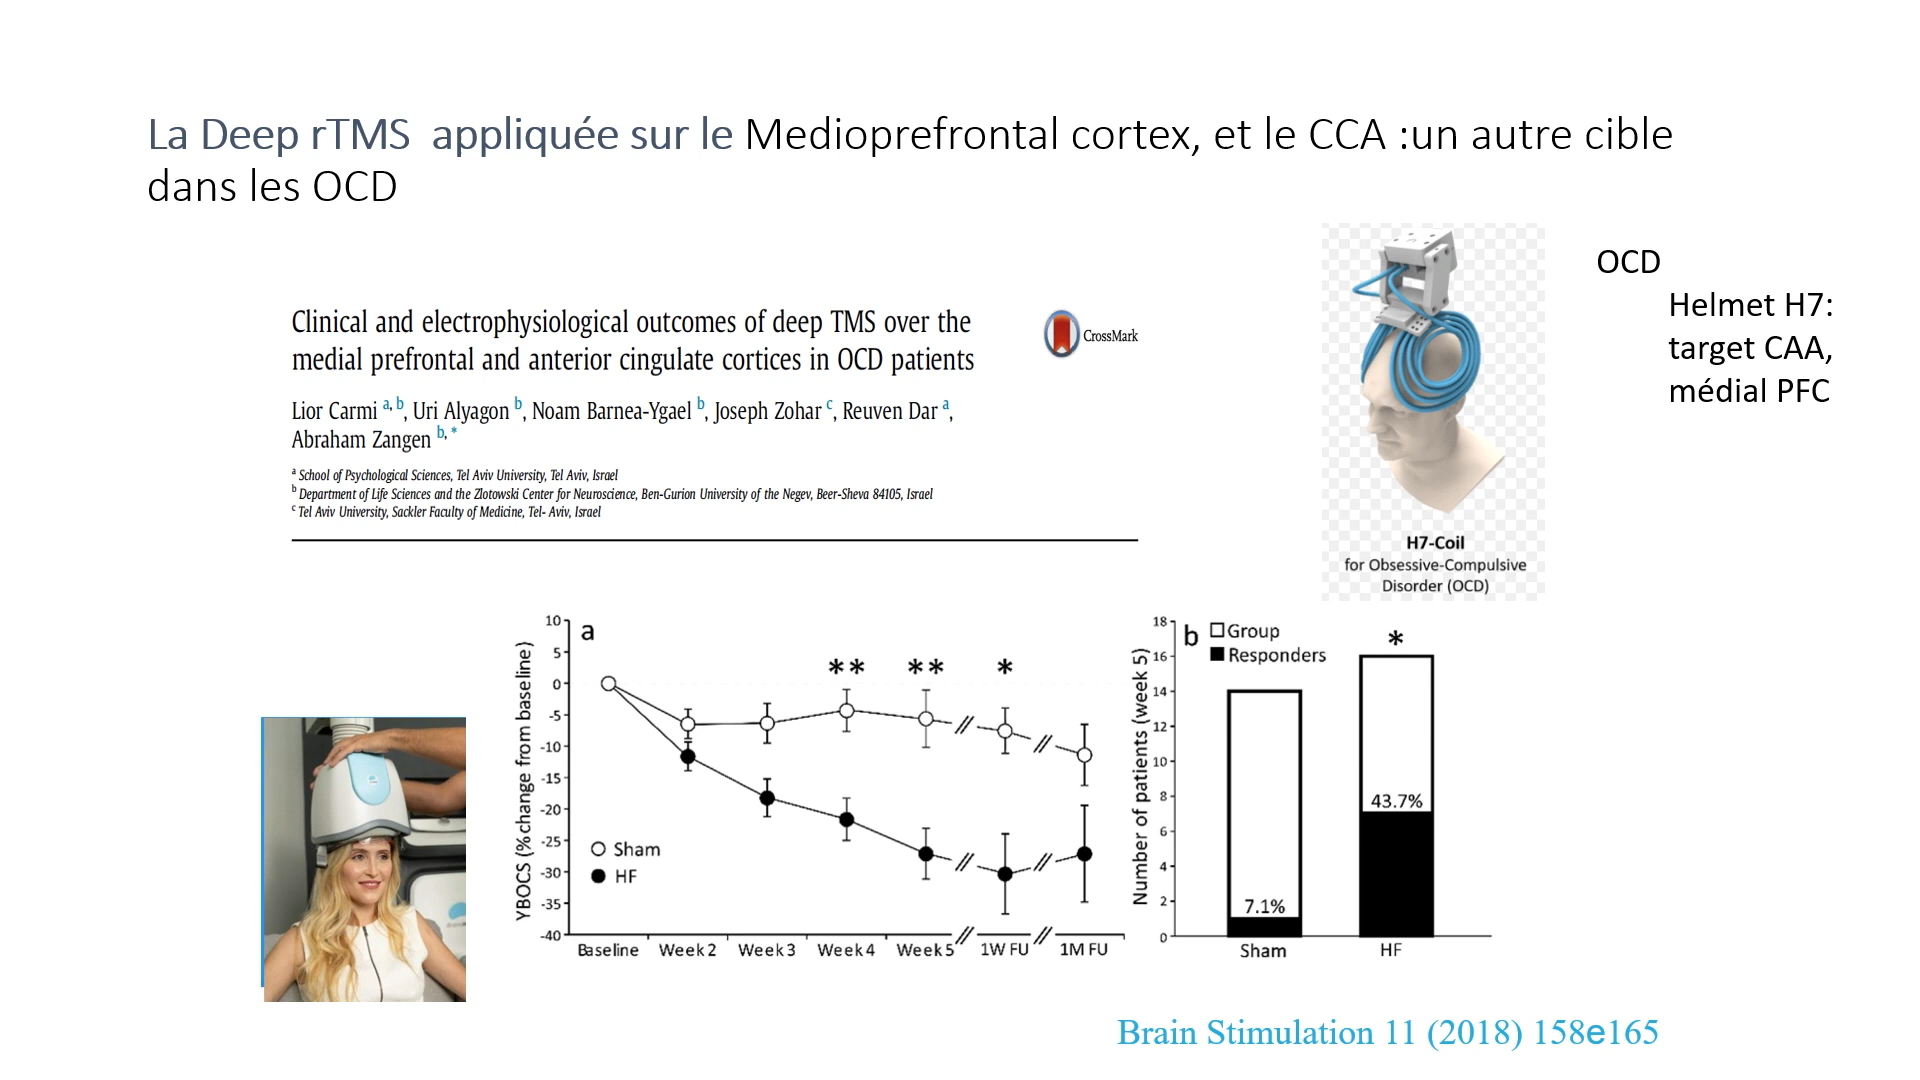 La Deep rTMS appliquée sur le Medioprefrontal cortex, et le CCA :un autre cible
dans les OCD
Clinical and electrophysiological outcomes of deep TMS over the
medial prefrontal and anterior cingulate cortices in OCD patients
CrossMark
Lior Carmi a, b, Uri Alyagon b, Noam Barnea-Ygael b, Joseph Zohar c, Reuven Dar a,
Abraham Zangen b, *
a School of Psychological Sciences, Tel Aviv University, Tel Aviv, Israel
b Department of Life Sciences and the Zlotowski Center for Neuroscience, Ben-Gurion University of the Negev, Beer-Sheva 84105, Israel
c Tel Aviv University, Sackler Faculty of Medicine, Tel- Aviv, Israel
H7-Coil
for Obsessive-Compulsive
Disorder (OCD)
OCD
Helmet H7:
target CAA,
médial PFC
a
YBOCS (% change from baseline)
10
5
0
-5
-10
-15
-20
-25
-30
-35
-40
** ** *
Sham
HF
Baseline Week 2 Week 3 Week 4 Week 5 1W FU 1M FU
b
Group
Responders
*
Number of patients (week 5)
18
16
14
12
10
8
6
4
2
0
7.1%
43.7%
Sham HF
Brain Stimulation 11 (2018) 158e165